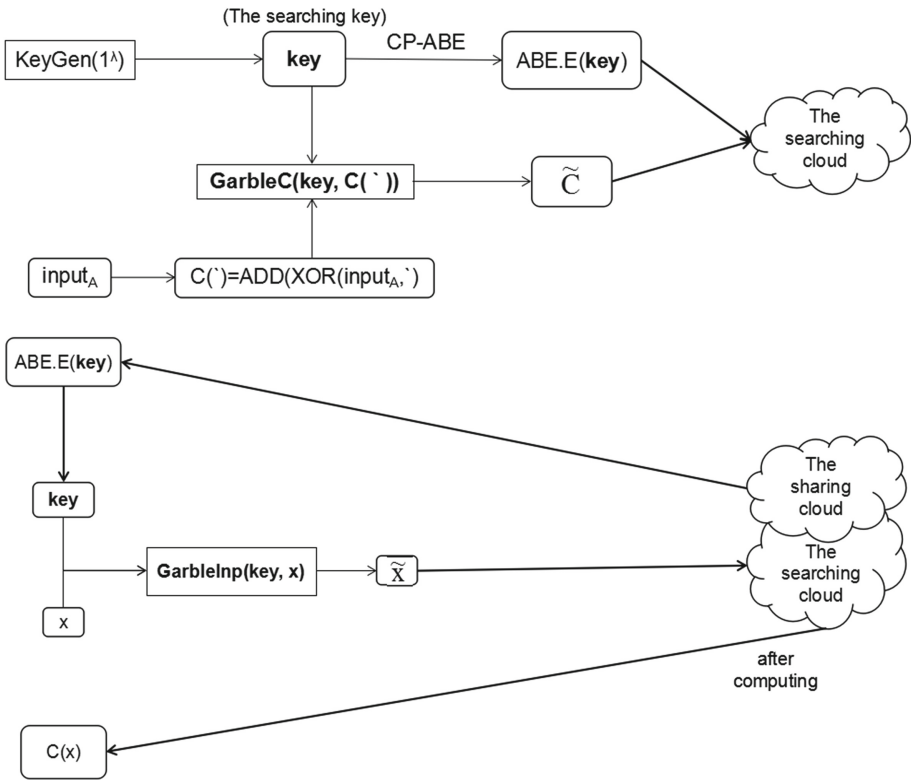 (The searching key)
KeyGen(1^λ)
key
CP-ABE
ABE.E(key)
The
searching
cloud
GarbleC(key, C(`))
C̃
input_A
C(`)=ADD(XOR(input_A,`)
ABE.E(key)
key
The
sharing
cloud
GarbleInp(key, x)
x̃
The
searching
cloud
x
after
computing
C(x)